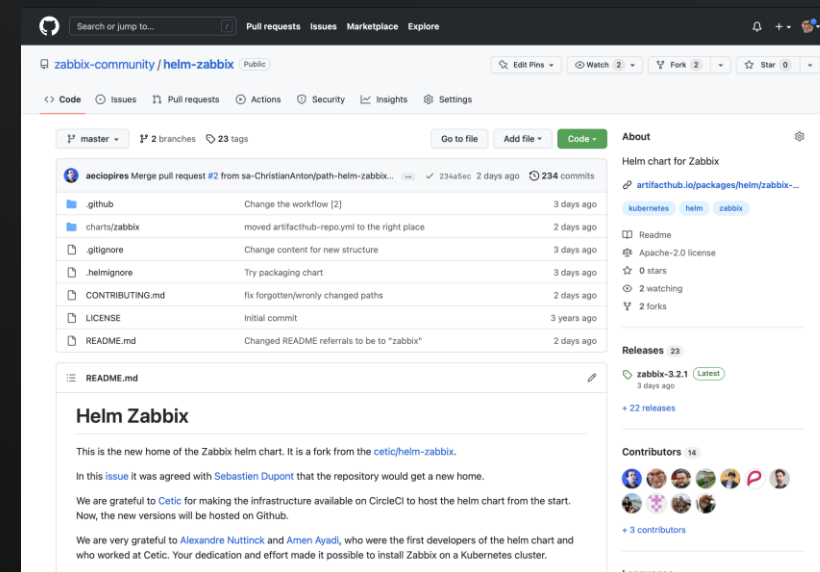 Search or jump to... /
Pull requests Issues Marketplace Explore
zabbix-community / helm-zabbix Public
Edit Pins Watch 2 Fork 2 Star 0
Code Issues Pull requests Actions Security Insights Settings
master 2 branches 23 tags Go to file Add file Code
aeciopires Merge pull request #2 from sa-ChristianAnton/path-helm-zabbix... ... 234a5ec 2 days ago 234 commits
.github Change the workflow [2] 3 days ago
charts/zabbix moved artifacthub-repo.yml to the right place 2 days ago
.gitignore Change content for new structure 3 days ago
.helmignore Try packaging chart 3 days ago
CONTRIBUTING.md fix forgotten/wronly changed paths 2 days ago
LICENSE Initial commit 3 years ago
README.md Changed README referrals to be to "zabbix" 2 days ago
README.md
Helm Zabbix
This is the new home of the Zabbix helm chart. It is a fork from the cetic/helm-zabbix.
In this issue it was agreed with Sebastien Dupont that the repository would get a new home.
We are grateful to Cetic for making the infrastructure available on CircleCI to host the helm chart from the start.
Now, the new versions will be hosted on Github.
We are very grateful to Alexandre Nuttinck and Amen Ayadi, who were the first developers of the helm chart and
who worked at Cetic. Your dedication and effort made it possible to install Zabbix on a Kubernetes cluster.
About
Helm chart for Zabbix
artifacthub.io/packages/helm/zabbix-...
kubernetes helm zabbix
Readme
Apache-2.0 license
0 stars
2 watching
2 forks
Releases 23
zabbix-3.2.1 Latest
3 days ago
+ 22 releases
Contributors 14
+ 3 contributors